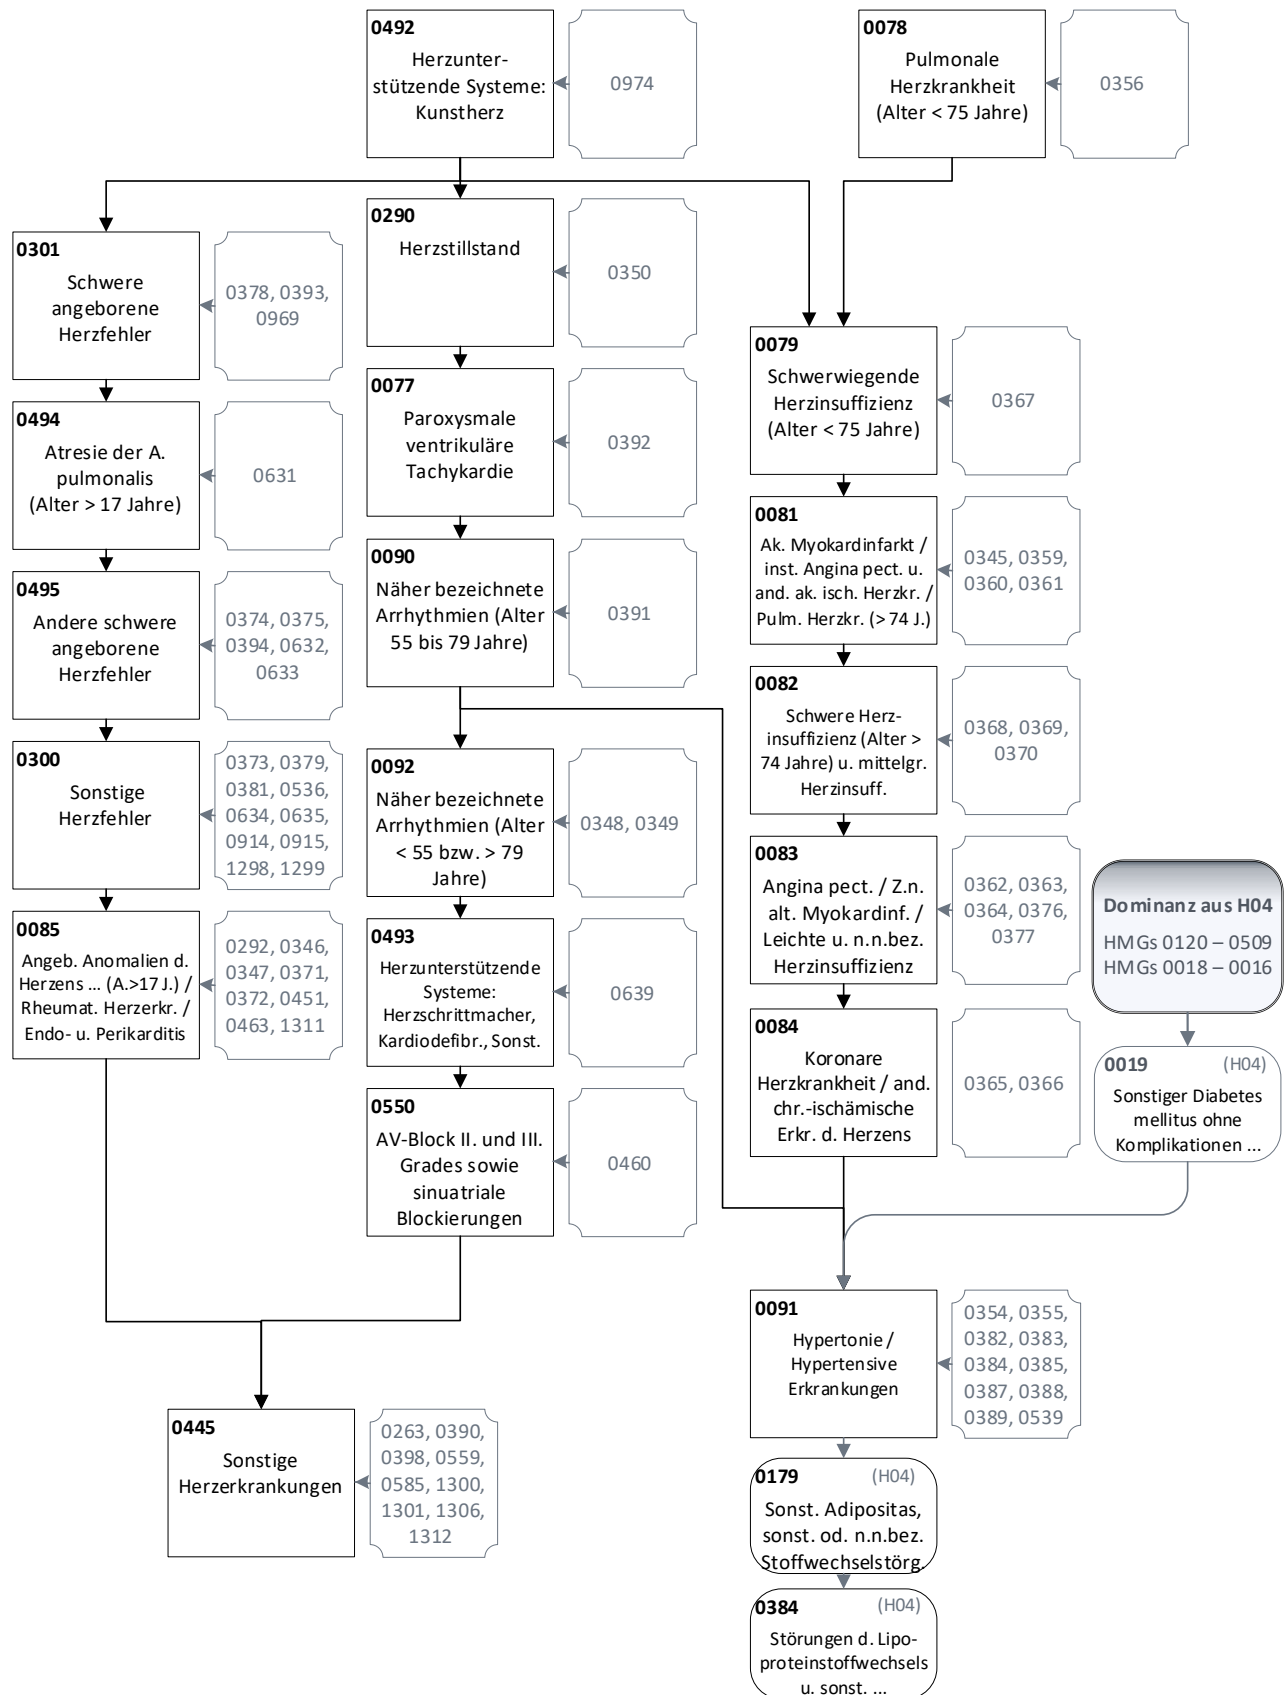 0492
Herzunter-
stützende Systeme:
Kunstherz
0974
0078
Pulmonale
Herzkrankheit
(Alter < 75 Jahre)
0356
0301
Schwere
angeborene
Herzfehler
0378, 0393,
0969
0290
Herzstillstand
0350
0079
Schwerwiegende
Herzinsuffizienz
(Alter < 75 Jahre)
0367
0494
Atresie der A.
pulmonalis
(Alter > 17 Jahre)
0631
0077
Paroxysmale
ventrikuläre
Tachykardie
0392
0081
Ak. Myokardinfarkt /
inst. Angina pect. u.
and. ak. isch. Herzkr. /
Pulm. Herzkr. (> 74 J.)
0345, 0359,
0360, 0361
0495
Andere schwere
angeborene
Herzfehler
0374, 0375,
0394, 0632,
0633
0090
Näher bezeichnete
Arrhythmien (Alter
55 bis 79 Jahre)
0391
0082
Schwere Herz-
insuffizienz (Alter >
74 Jahre) u. mittelgr.
Herzinsuff.
0368, 0369,
0370
0300
Sonstige
Herzfehler
0373, 0379,
0381, 0536,
0634, 0635,
0914, 0915,
1298, 1299
0092
Näher bezeichnete
Arrhythmien (Alter
< 55 bzw. > 79
Jahre)
0348, 0349
0083
Angina pect. / Z.n.
alt. Myokardinf. /
Leichte u. n.n.bez.
Herzinsuffizienz
0362, 0363,
0364, 0376,
0377
Dominanz aus H04
HMGs 0120 – 0509
HMGs 0018 – 0016
0085
Angeb. Anomalien d.
Herzens ... (A.>17 J.) /
Rheumat. Herzerkr. /
Endo- u. Perikarditis
0292, 0346,
0347, 0371,
0372, 0451,
0463, 1311
0493
Herzunterstützende
Systeme:
Herzschrittmacher,
Kardiodefibr., Sonst.
0639
0084
Koronare
Herzkrankheit / and.
chr.-ischämische
Erkr. d. Herzens
0365, 0366
0019 (H04)
Sonstiger Diabetes
mellitus ohne
Komplikationen ...
0550
AV-Block II. und III.
Grades sowie
sinuatriale
Blockierungen
0460
0091
Hypertonie /
Hypertensive
Erkrankungen
0354, 0355,
0382, 0383,
0384, 0385,
0387, 0388,
0389, 0539
0445
Sonstige
Herzerkrankungen
0263, 0390,
0398, 0559,
0585, 1300,
1301, 1306,
1312
0179 (H04)
Sonst. Adipositas,
sonst. od. n.n.bez.
Stoffwechselstörg.
0384 (H04)
Störungen d. Lipo-
proteinstoffwechsels
u. sonst. ...